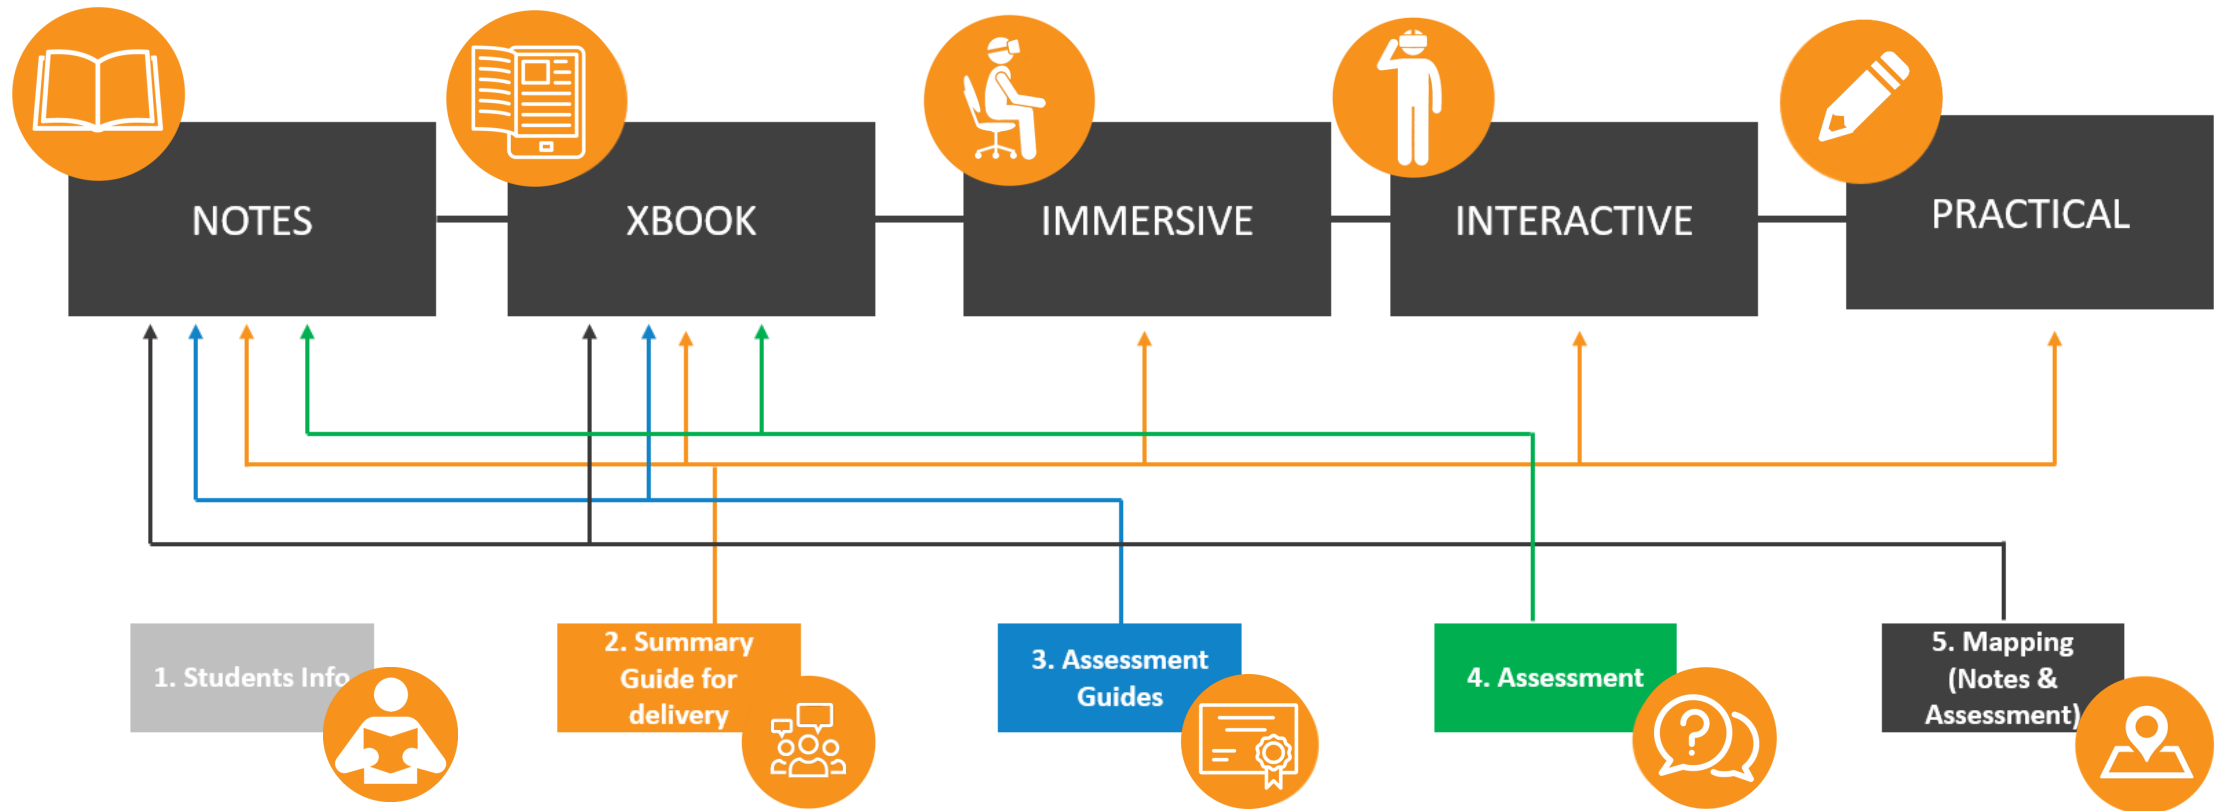 NOTES
XBOOK
IMMERSIVE
INTERACTIVE
PRACTICAL
1. Students Info
2. Summary
Guide for
delivery
3. Assessment
Guides
4. Assessment
5. Mapping
(Notes &
Assessment)
?